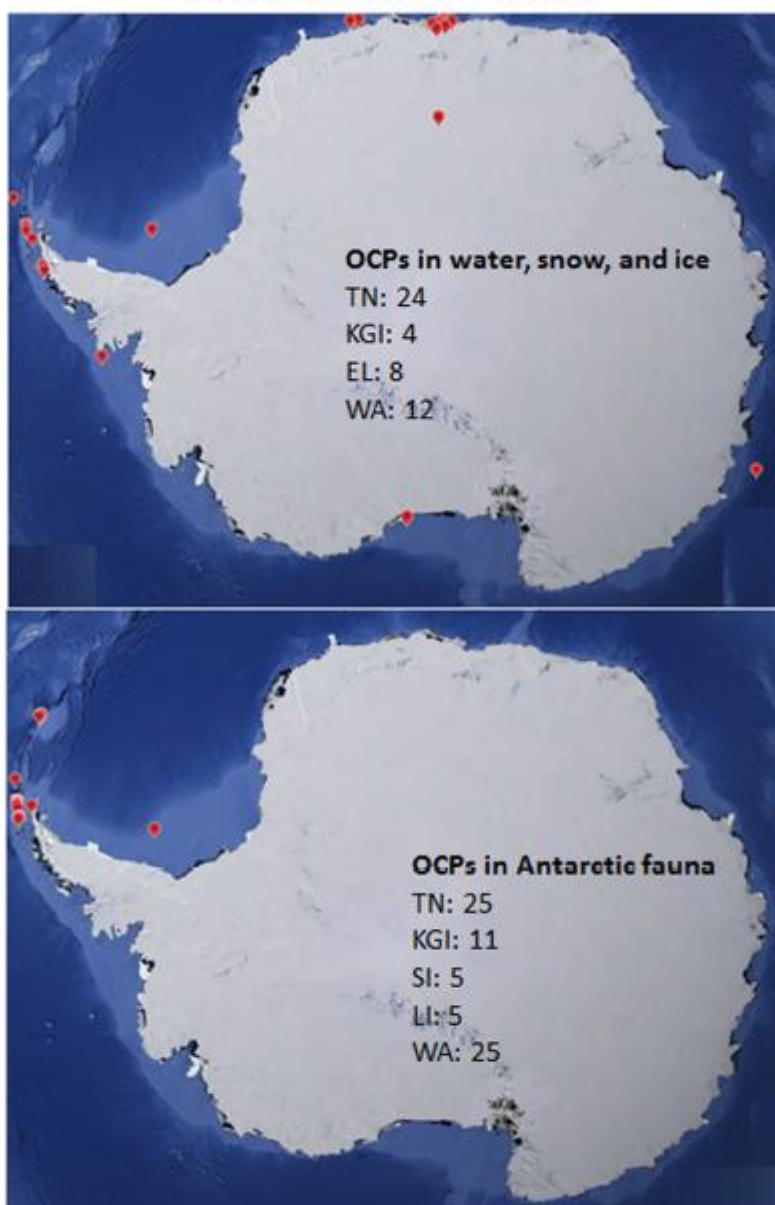 OCPs in water, snow, and ice
TN: 24
KGI: 4
EL: 8
WA: 12
OCPs in Antarctic fauna
TN: 25
KGI: 11
SI: 5
LI: 5
WA: 25